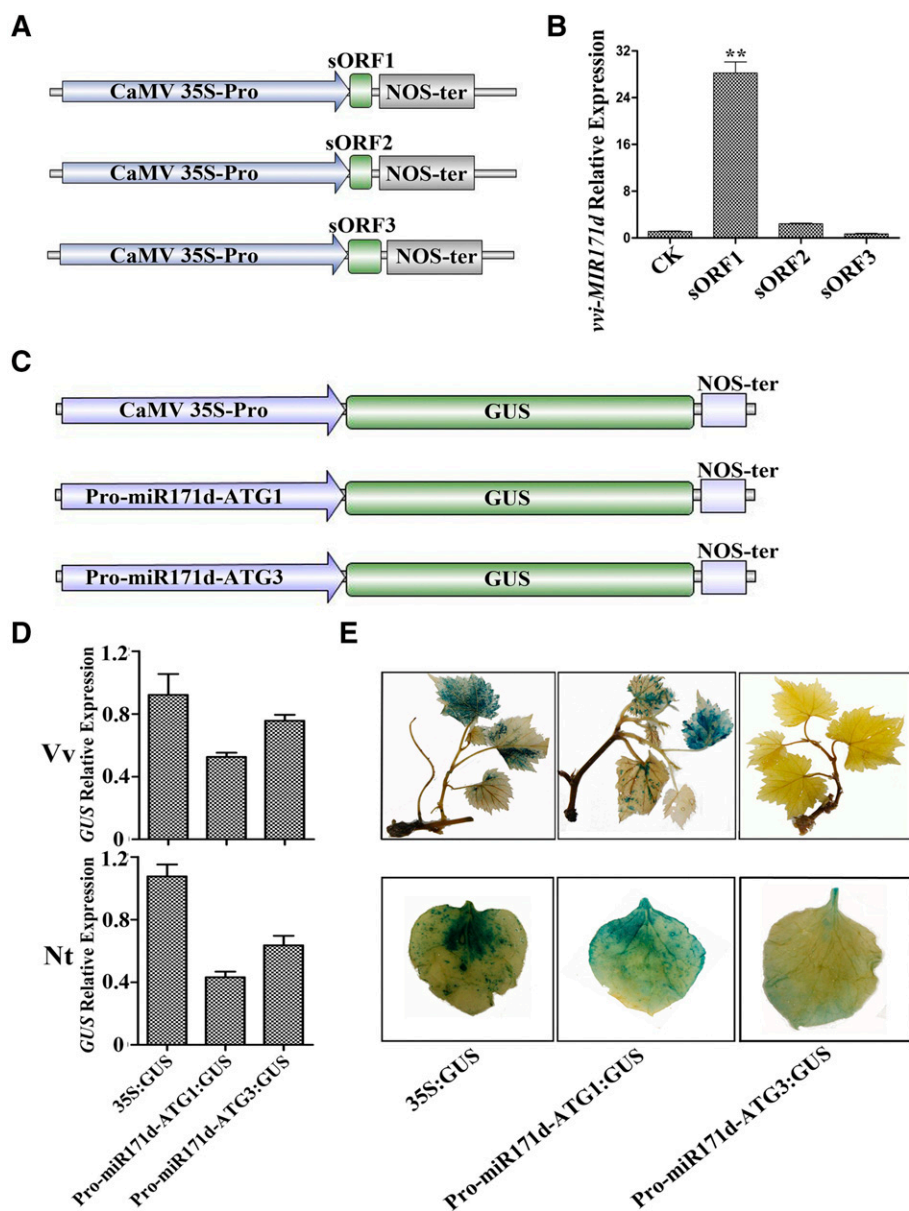 A
sORF1
CaMV 35S-Pro
NOS-ter
sORF2
CaMV 35S-Pro
NOS-ter
sORF3
CaMV 35S-Pro
NOS-ter
B
vvi-MIR171d Relative Expression
32
24
16
8
0
**
CK
sORF1
sORF2
sORF3
C
NOS-ter
CaMV 35S-Pro
GUS
NOS-ter
Pro-miR171d-ATG1
GUS
NOS-ter
Pro-miR171d-ATG3
GUS
D
Vv
GUS Relative Expression
1.2
0.8
0.4
0
Nt
GUS Relative Expression
1.2
0.8
0.4
0
35S:GUS
Pro-miR171d-ATG1:GUS
Pro-miR171d-ATG3:GUS
E
35S:GUS
Pro-miR171d-ATG1:GUS
Pro-miR171d-ATG3:GUS